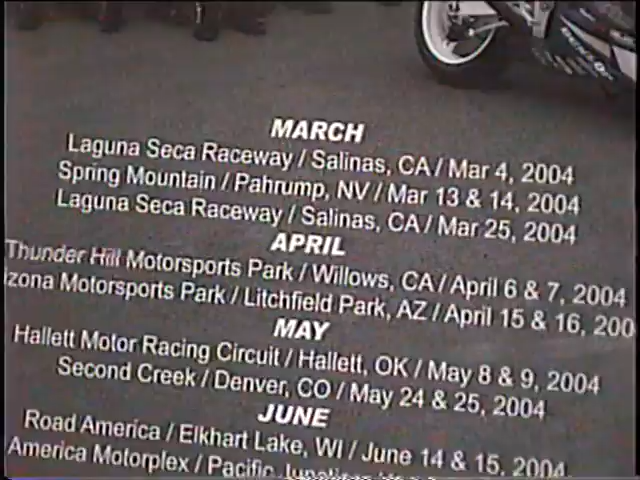 DUNLOP
MARCH
Laguna Seca Raceway / Salinas, CA / Mar 4, 2004
Spring Mountain / Pahrump, NV / Mar 13 & 14, 2004
Laguna Seca Raceway / Salinas, CA / Mar 25, 2004
APRIL
Thunder Hill Motorsports Park / Willows, CA / April 6 & 7, 2004
izona Motorsports Park / Litchfield Park, AZ / April 15 & 16, 200
MAY
Hallett Motor Racing Circuit / Hallett, OK / May 8 & 9, 2004
Second Creek / Denver, CO / May 24 & 25, 2004
JUNE
Road America / Elkhart Lake, WI / June 14 & 15, 2004
America Motorplex / Pacific